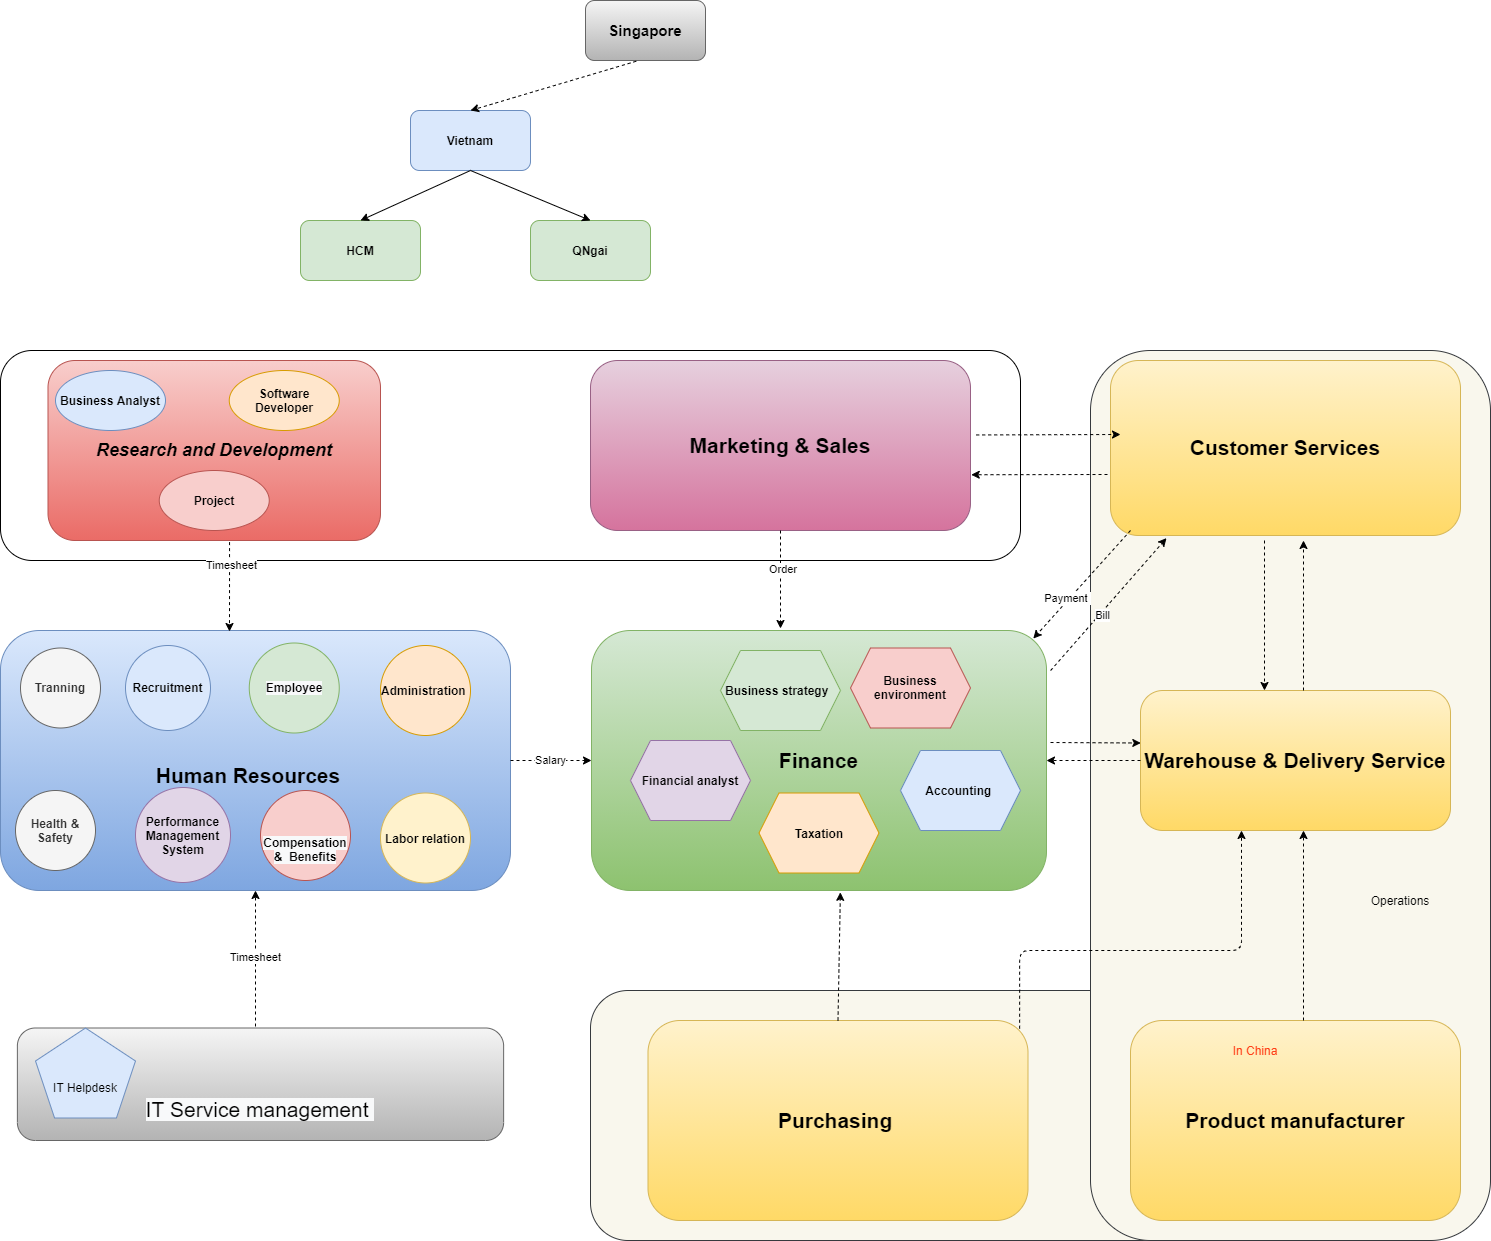 Singapore
Vietnam
HCM
QNgai
Business Analyst
Software
Developer
Research and Development
Project
Marketing & Sales
Customer Services
Timesheet
Order
Payment
Bill
Tranning
Recruitment
Employee
Administration
Human Resources
Health &
Safety
Performance
Management
System
Compensation
& Benefits
Labor relation
Salary
Business strategy
Business
environment
Financial analyst
Finance
Accounting
Taxation
Warehouse & Delivery Service
Operations
Timesheet
IT Helpdesk
IT Service management
Purchasing
In China
Product manufacturer